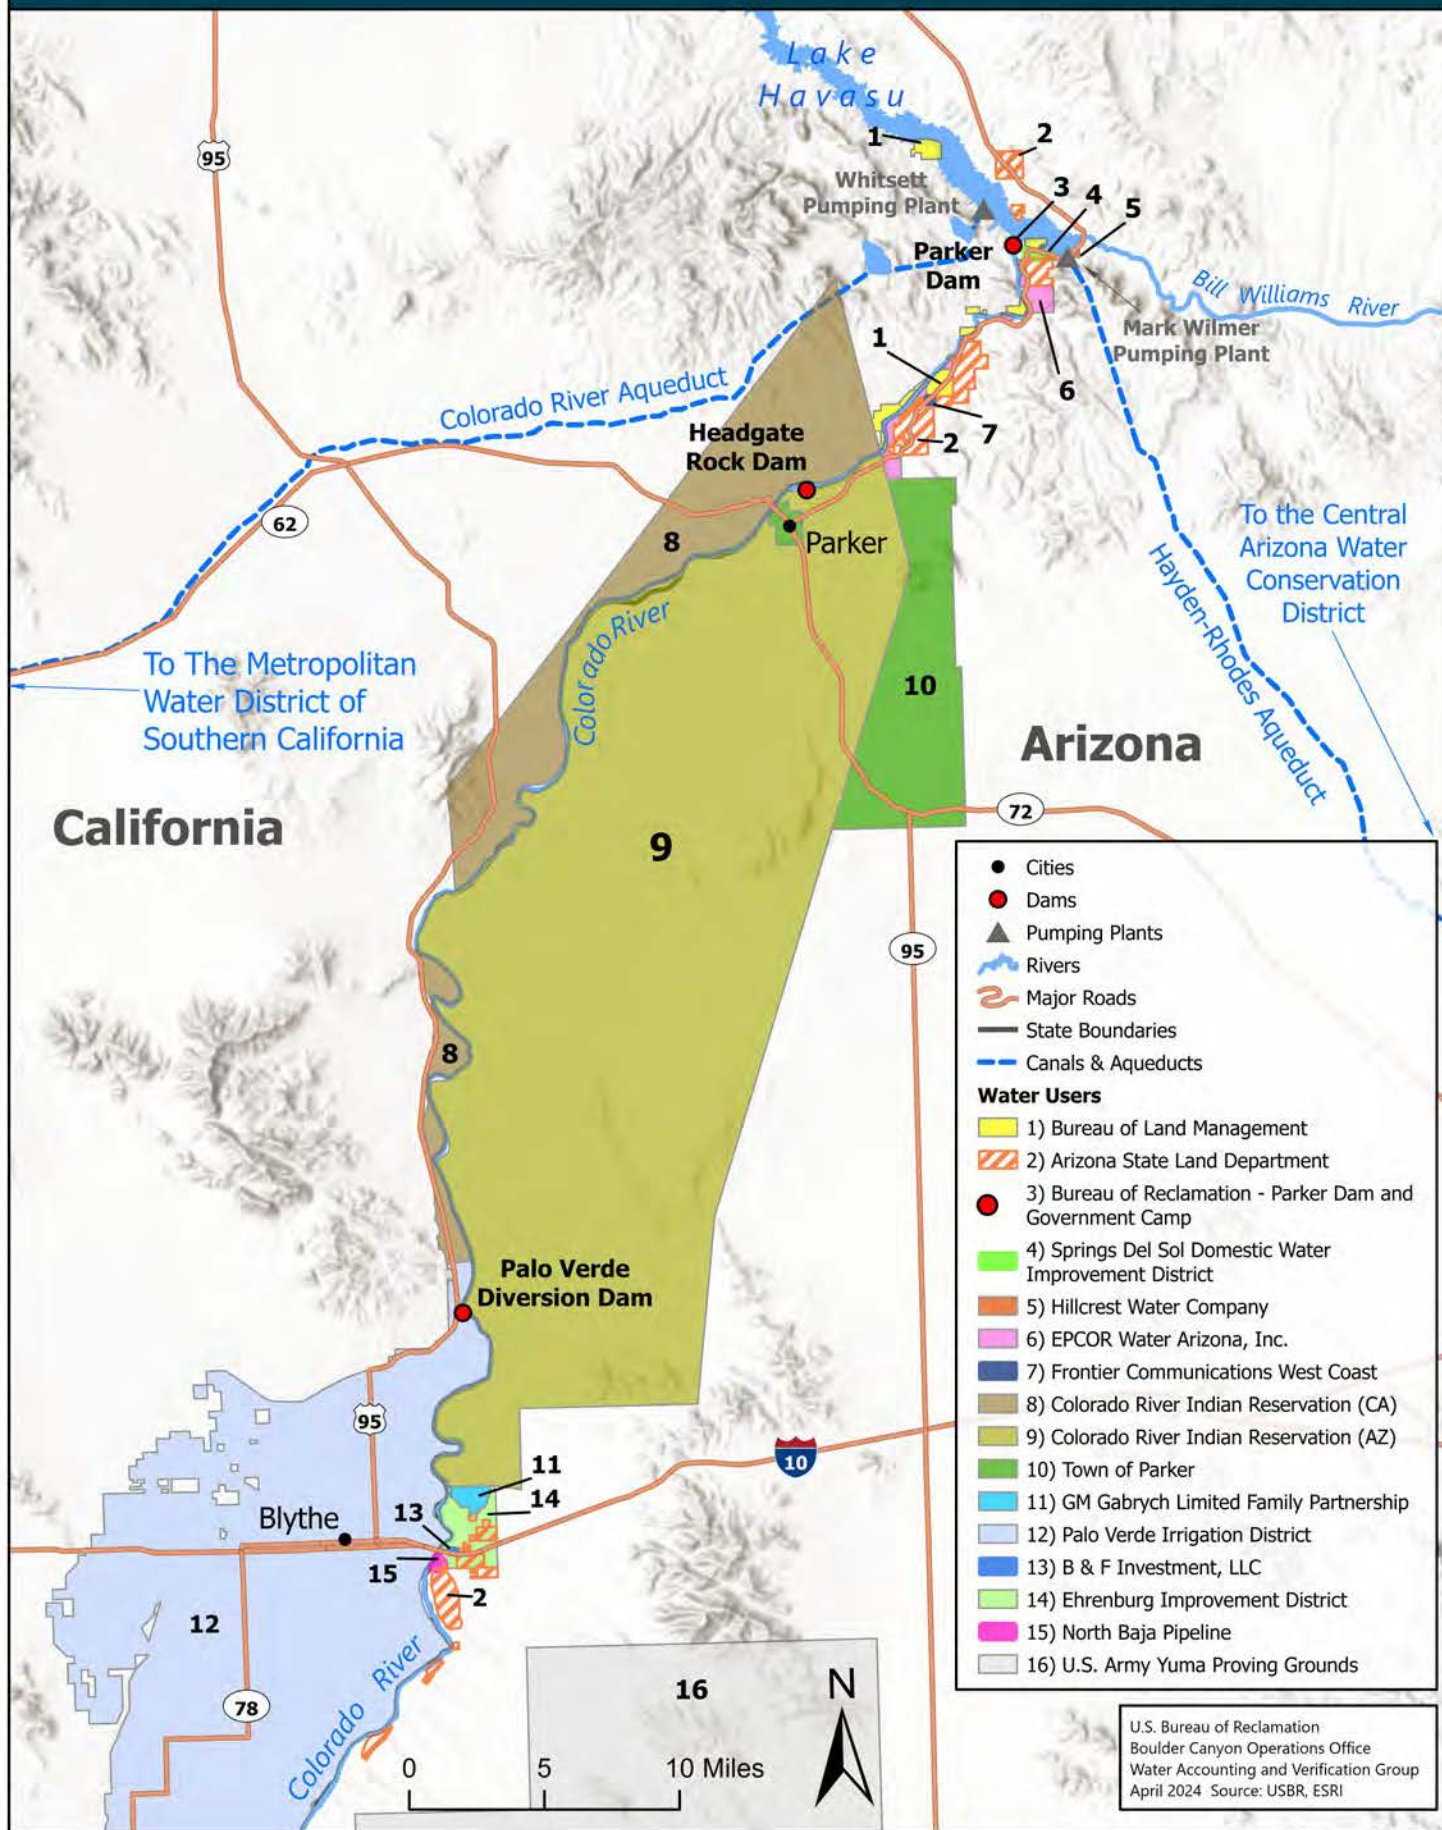 Lake
Havasu
1
2
95
Whitsett
Pumping Plant
3
4
5
Parker
Dam
Bill Williams River
Mark Wilmer
Pumping Plant
1
6
Colorado River Aqueduct
Headgate
Rock Dam
7
2
62
8
Parker
To the Central
Arizona Water
Conservation
District
Hayden-Rhodes Aqueduct
Colorado River
To The Metropolitan
Water District of
Southern California
10
Arizona
California
9
72
95
8
Palo Verde
Diversion Dam
95
10
11
14
13
Blythe
15
2
12
Colorado River
78
16
N
0 5 10 Miles
Cities
Dams
Pumping Plants
Rivers
Major Roads
State Boundaries
Canals & Aqueducts
Water Users
1) Bureau of Land Management
2) Arizona State Land Department
3) Bureau of Reclamation - Parker Dam and
Government Camp
4) Springs Del Sol Domestic Water
Improvement District
5) Hillcrest Water Company
6) EPCOR Water Arizona, Inc.
7) Frontier Communications West Coast
8) Colorado River Indian Reservation (CA)
9) Colorado River Indian Reservation (AZ)
10) Town of Parker
11) GM Gabrych Limited Family Partnership
12) Palo Verde Irrigation District
13) B & F Investment, LLC
14) Ehrenburg Improvement District
15) North Baja Pipeline
16) U.S. Army Yuma Proving Grounds
U.S. Bureau of Reclamation
Boulder Canyon Operations Office
Water Accounting and Verification Group
April 2024 Source: USBR, ESRI